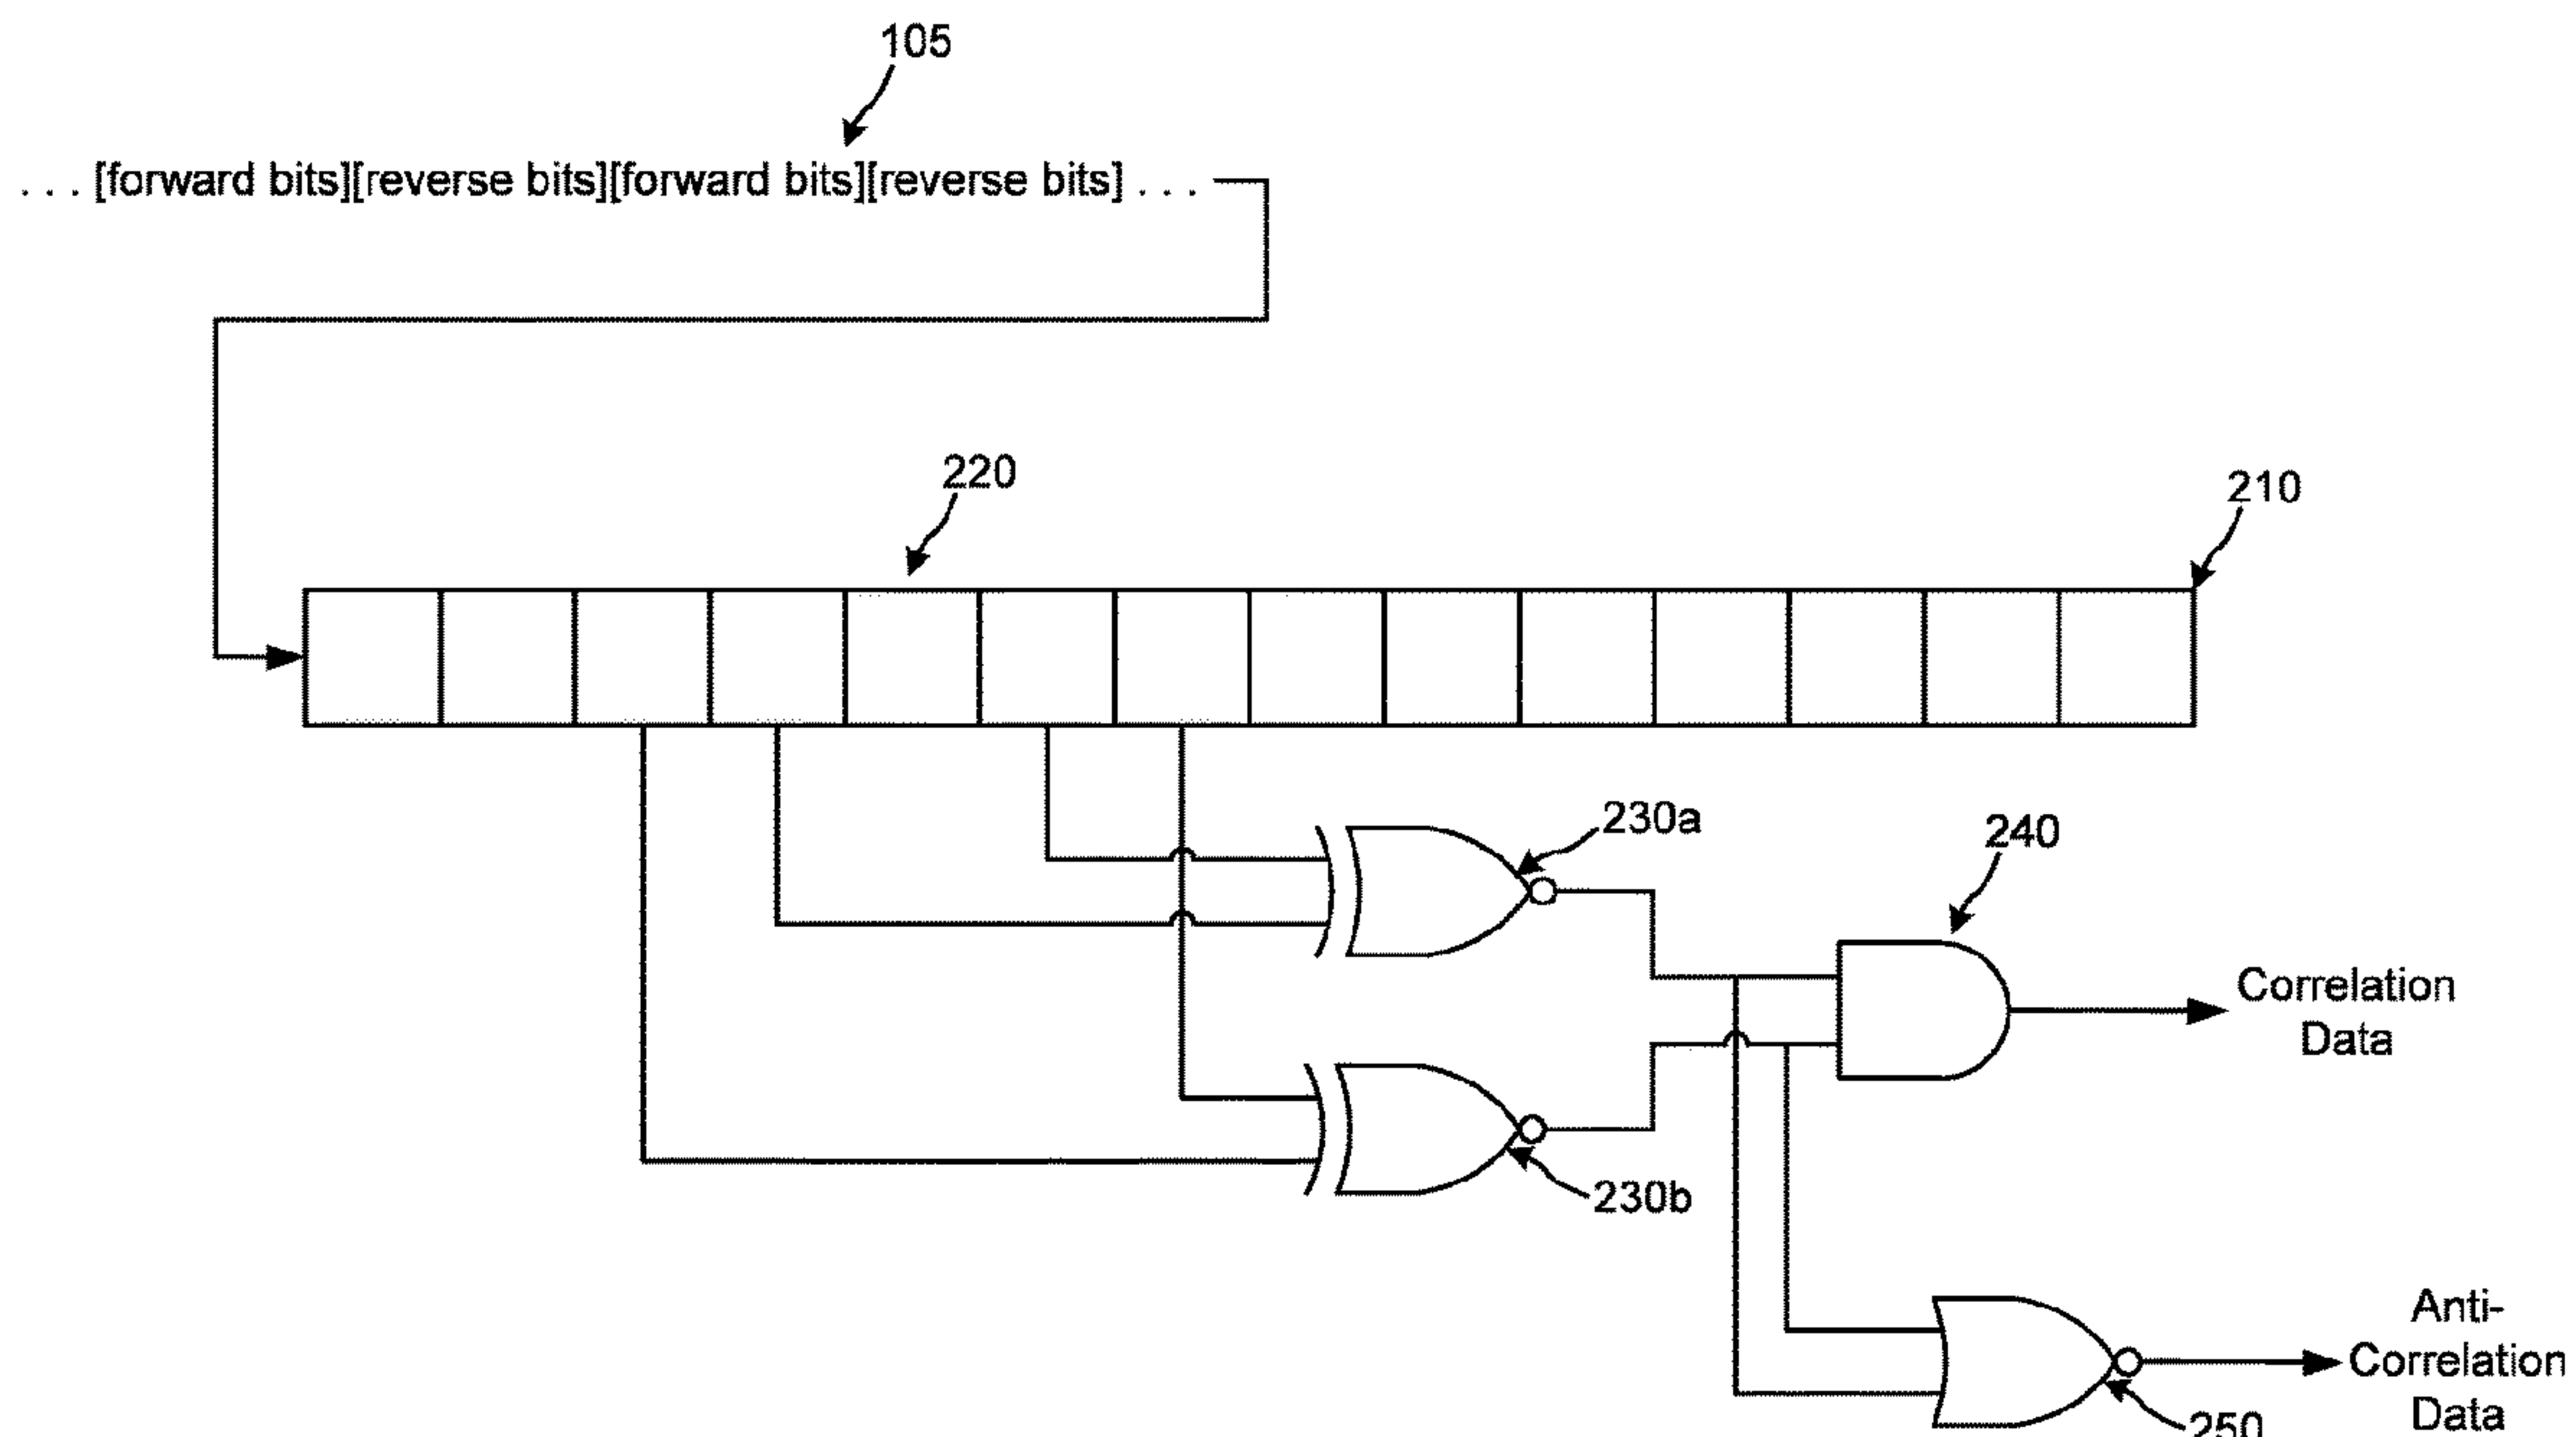 105
. . . [forward bits][reverse bits][forward bits][reverse bits] . . .
220
210
230a
240
Correlation
Data
230b
Anti-
Correlation
Data
250